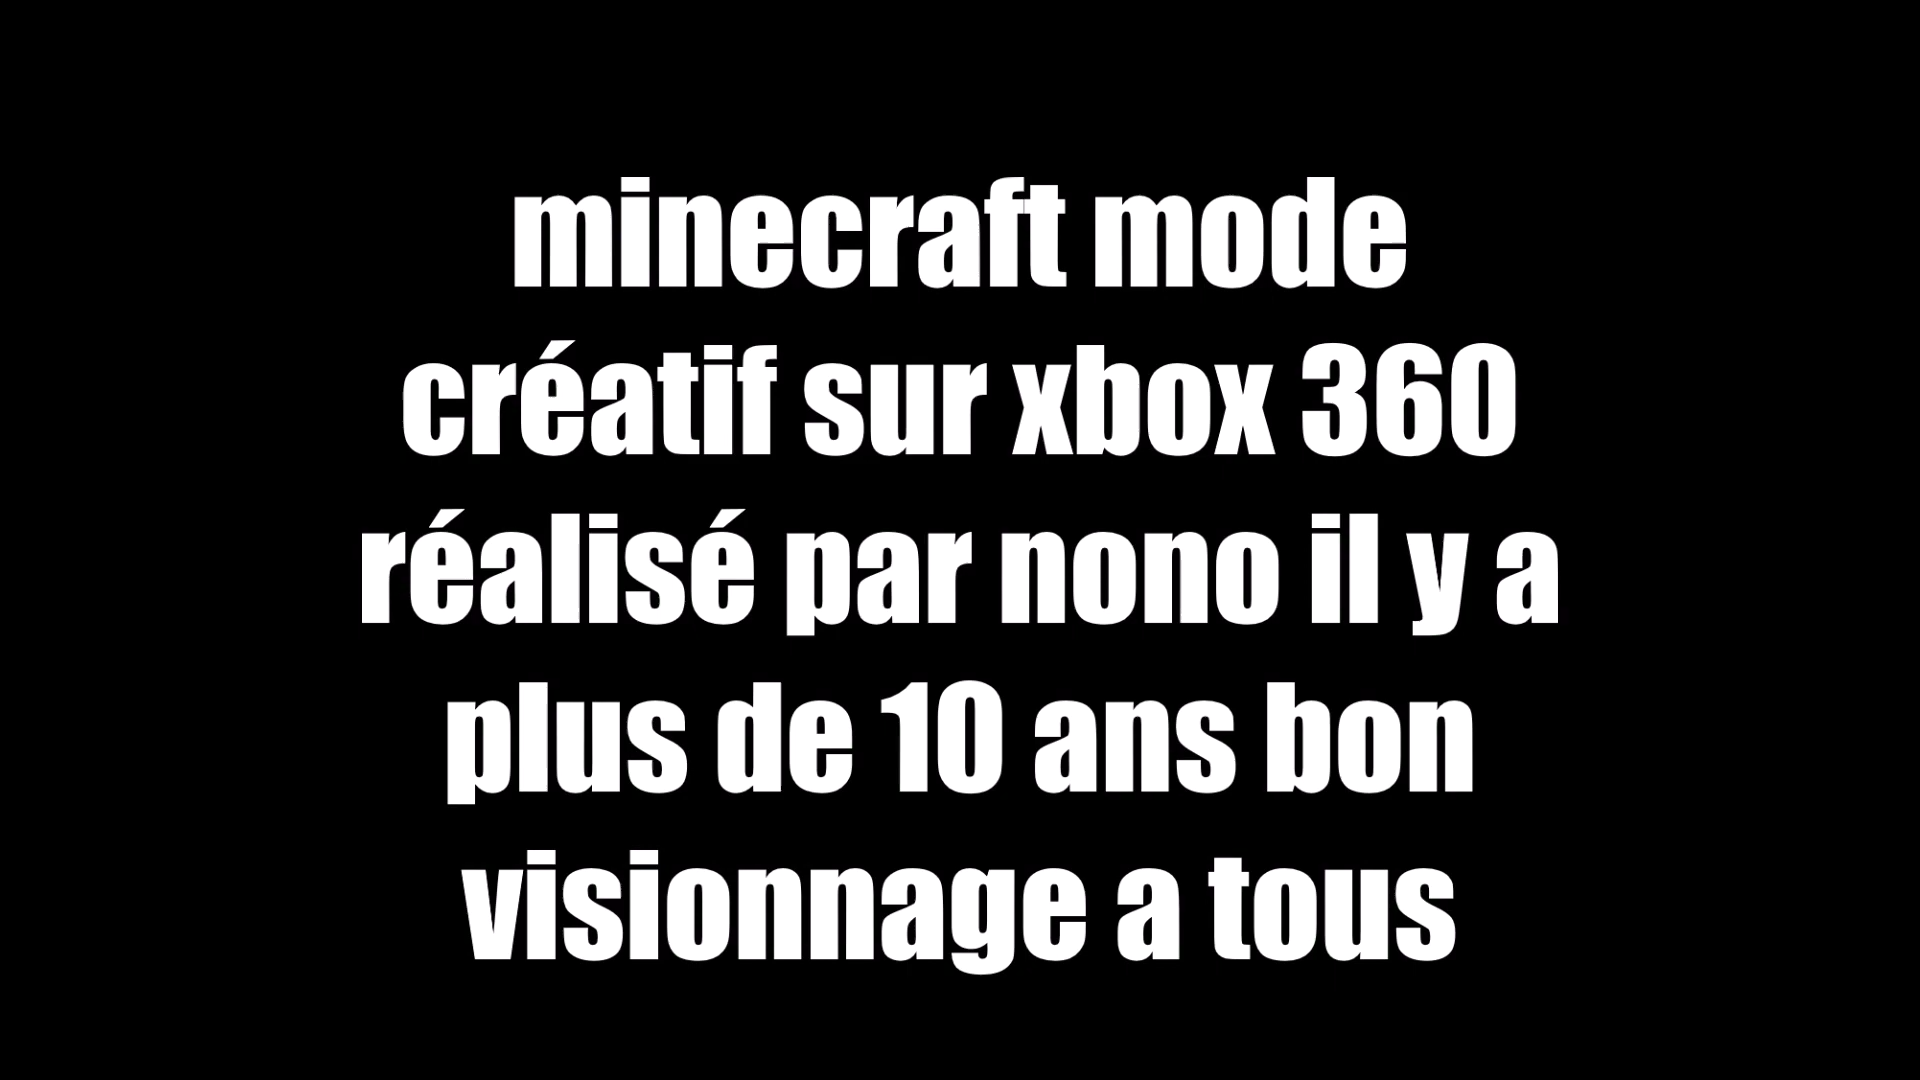 minecraft mode
créatif sur xbox 360
réalisé par nono il y a
plus de 10 ans bon
visionnage a tous